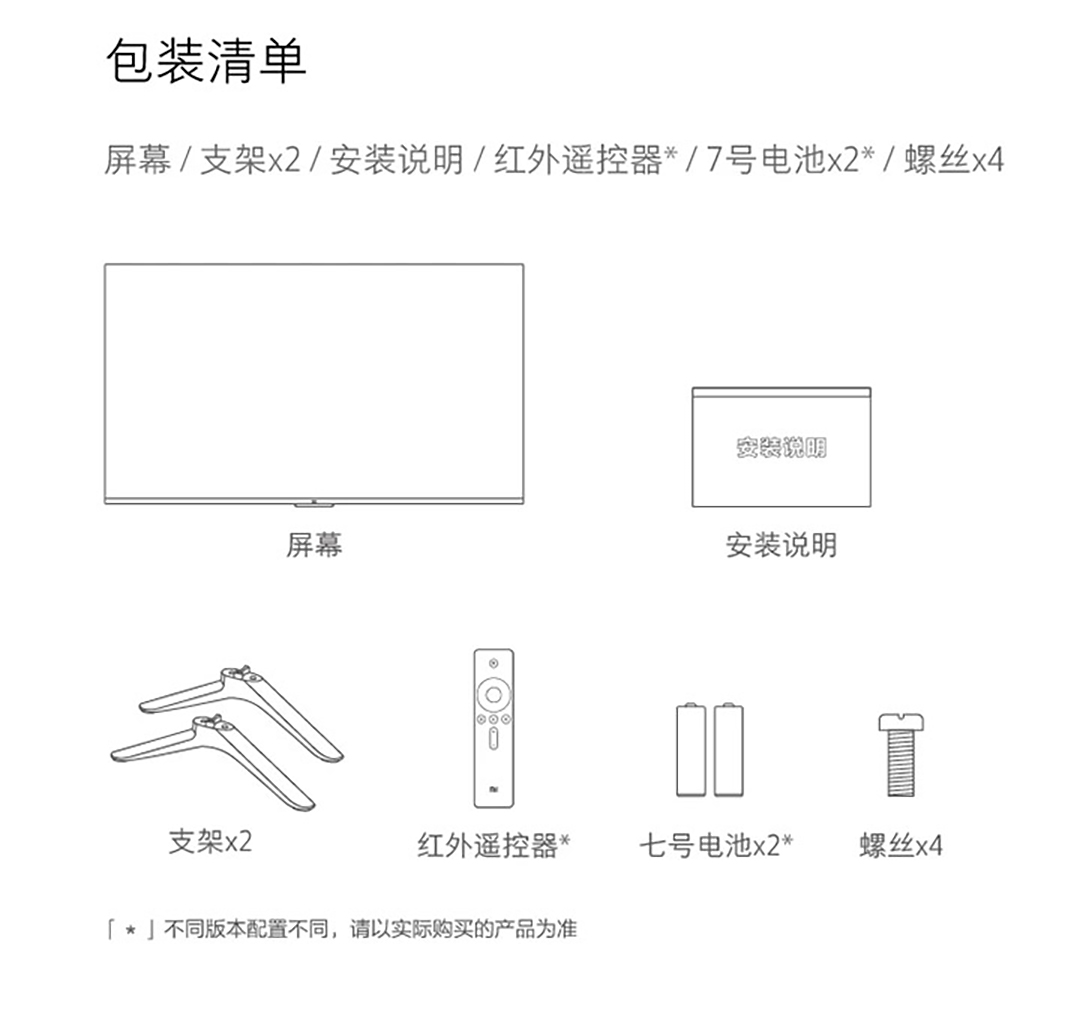 包装清单
屏幕 / 支架x2 / 安装说明 / 红外遥控器* / 7号电池x2* / 螺丝x4
安装说明
屏幕
安装说明
mi
支架x2
红外遥控器*
七号电池x2*
螺丝x4
「 * 」不同版本配置不同，请以实际购买的产品为准